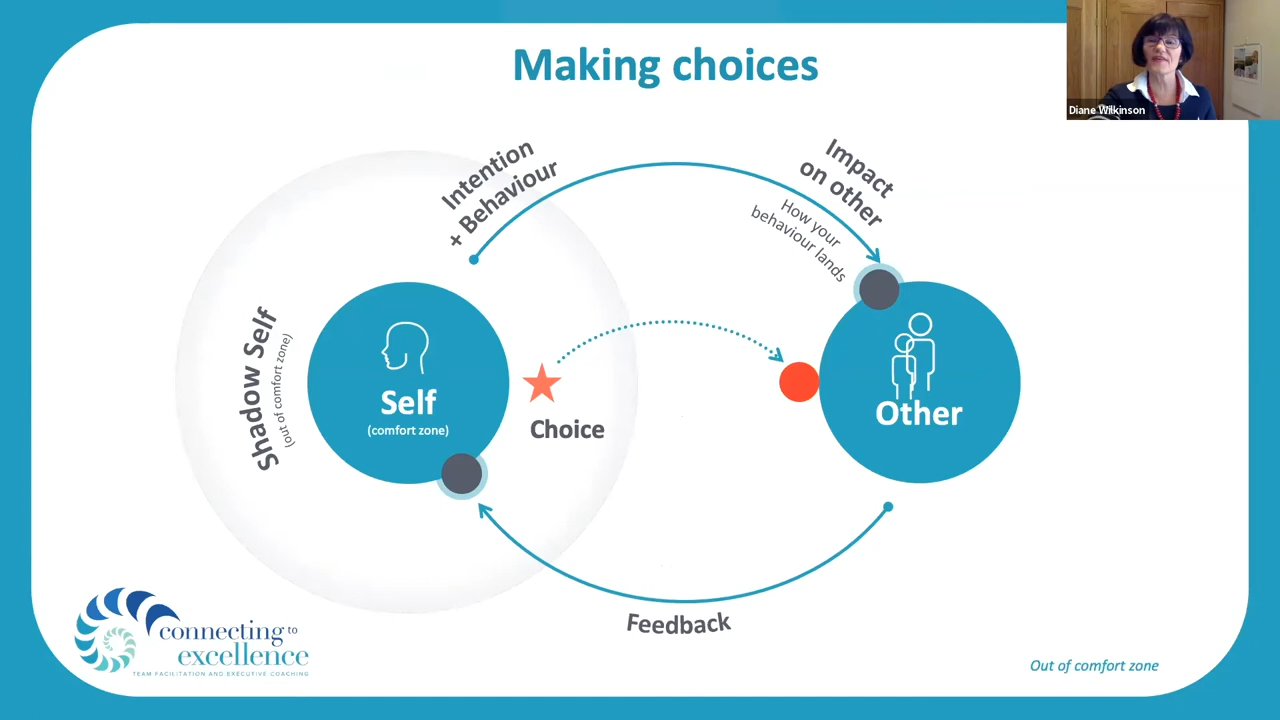 Making choices
Diane Wilkinson
Intention
+ Behaviour
Impact
on other
How your
behaviour lands
Shadow Self
(out of comfort zone)
Self
(comfort zone)
Choice
Other
Feedback
connecting to
excellence
TEAM FACILITATION AND EXECUTIVE COACHING
Out of comfort zone